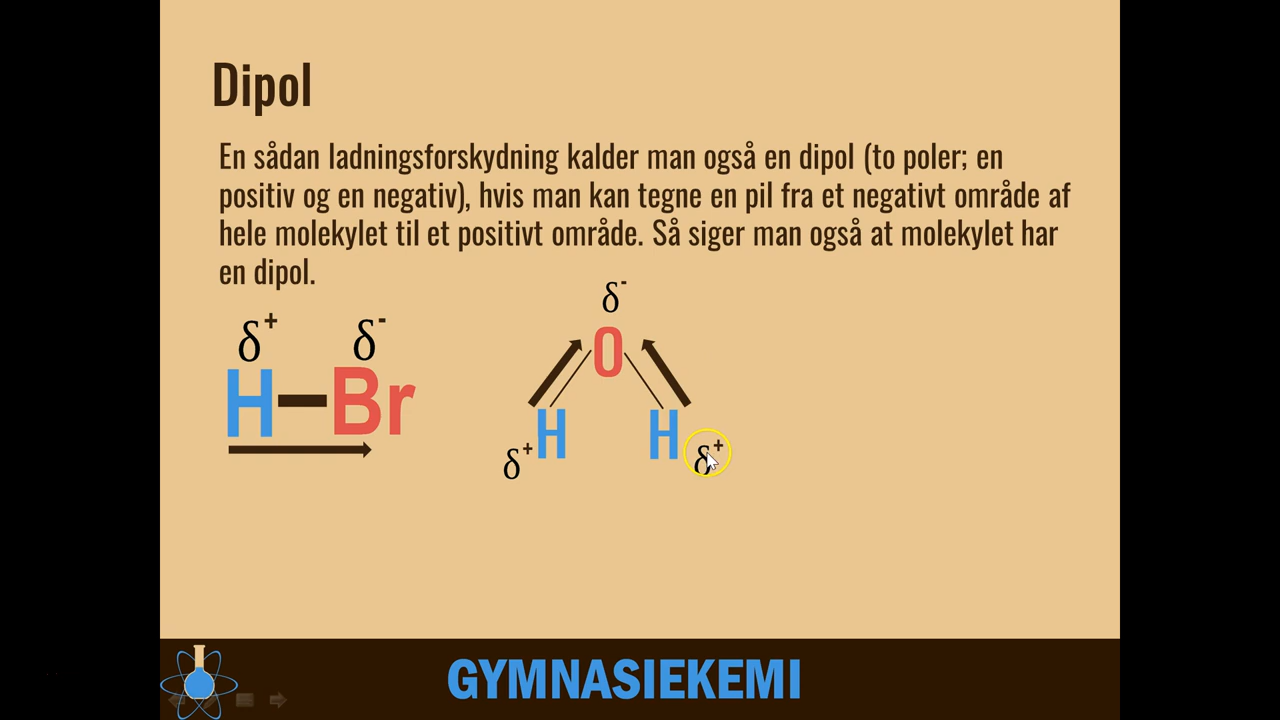 Dipol
En sådan ladningsforskydning kalder man også en dipol (to poler; en
positiv og en negativ), hvis man kan tegne en pil fra et negativt område af
hele molekylet til et positivt område. Så siger man også at molekylet har
en dipol.
δ+ δ-
H Br
δ-
O
H H
δ+ δ+
GYMNASIEKEMI